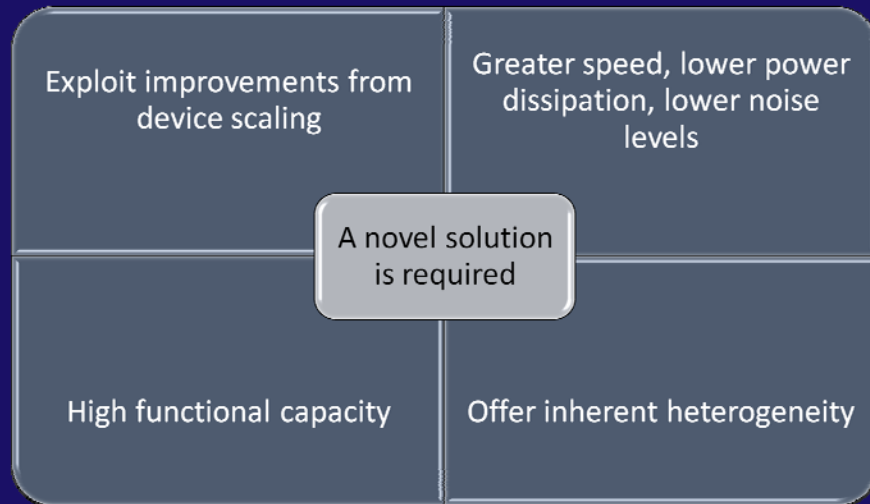 Exploit improvements from
device scaling
Greater speed, lower power
dissipation, lower noise
levels
A novel solution
is required
High functional capacity
Offer inherent heterogeneity